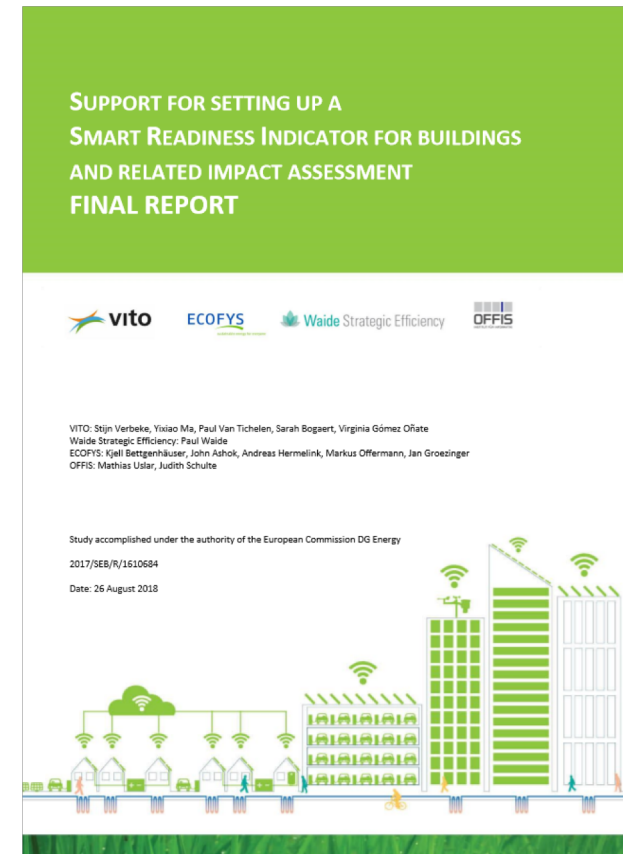 SUPPORT FOR SETTING UP A
SMART READINESS INDICATOR FOR BUILDINGS
AND RELATED IMPACT ASSESSMENT
FINAL REPORT
vito
ECOFYS
Waide Strategic Efficiency
OFFIS
VITO: Stijn Verbeke, Yixiao Ma, Paul Van Tichelen, Sarah Bogaert, Virginia Gómez Oñate
Waide Strategic Efficiency: Paul Waide
ECOFYS: Kjell Bettgenhäuser, John Ashok, Andreas Hermelink, Markus Offermann, Jan Groezinger
OFFIS: Mathias Uslar, Judith Schulte
Study accomplished under the authority of the European Commission DG Energy
2017/SEB/R/1610684
Date: 26 August 2018